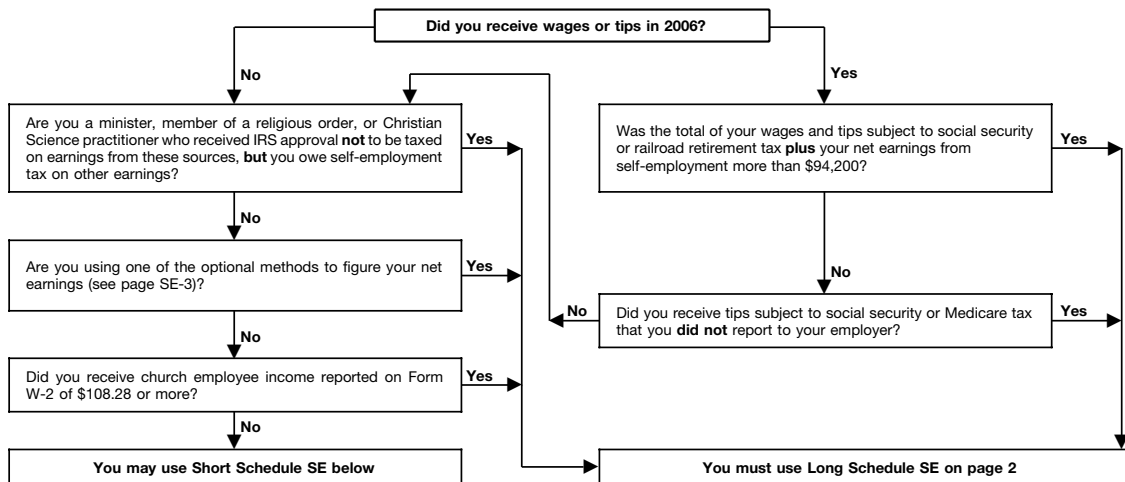 Did you receive wages or tips in 2006?
No
Yes
Are you a minister, member of a religious order, or Christian
Science practitioner who received IRS approval not to be taxed
on earnings from these sources, but you owe self-employment
tax on other earnings?
Yes
Was the total of your wages and tips subject to social security
or railroad retirement tax plus your net earnings from
self-employment more than $94,200?
Yes
No
Are you using one of the optional methods to figure your net
earnings (see page SE-3)?
Yes
No
No
Did you receive tips subject to social security or Medicare tax
that you did not report to your employer?
Yes
No
Did you receive church employee income reported on Form
W-2 of $108.28 or more?
Yes
No
You may use Short Schedule SE below
You must use Long Schedule SE on page 2